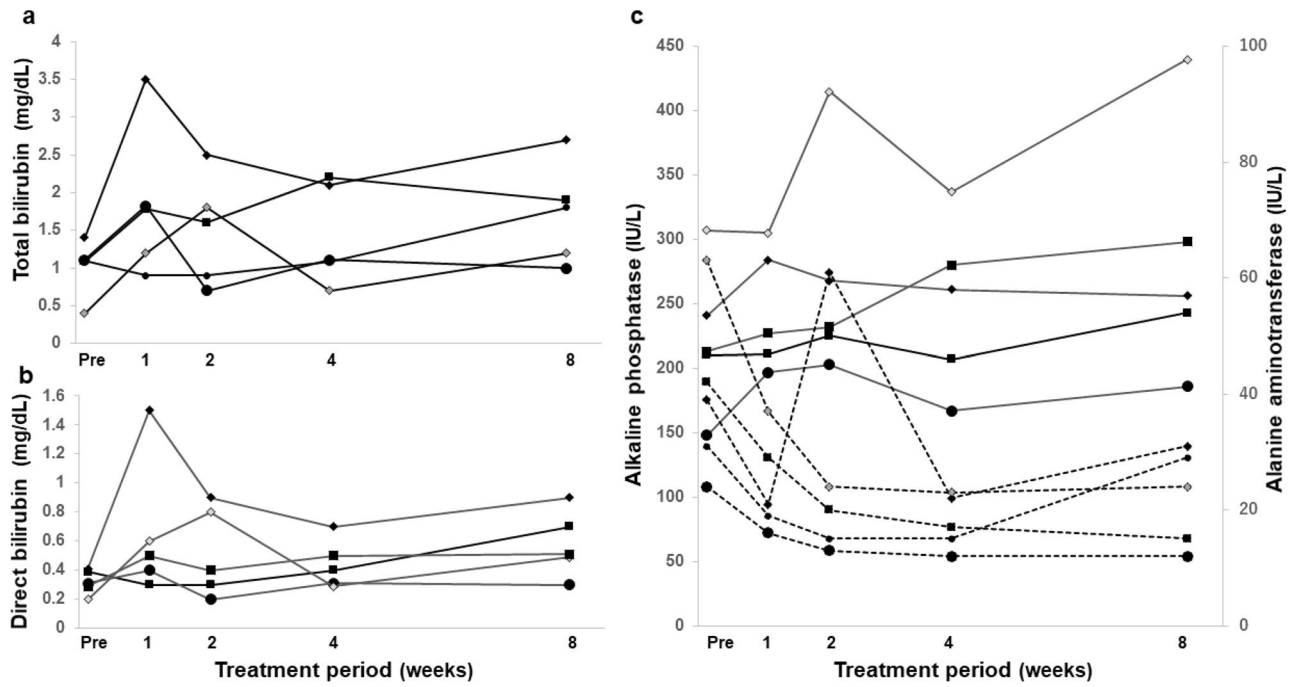 a
Total bilirubin (mg/dL)
4
3.5
3
2.5
2
1.5
1
0.5
0
Pre 1 2 4 8
b
Direct bilirubin (mg/dL)
1.6
1.4
1.2
1
0.8
0.6
0.4
0.2
0
Pre 1 2 4 8
Treatment period (weeks)
c
Alkaline phosphatase (IU/L)
450
400
350
300
250
200
150
100
50
0
Pre 1 2 4 8
Treatment period (weeks)
100
80
60
40
20
0
Alanine aminotransferase (IU/L)